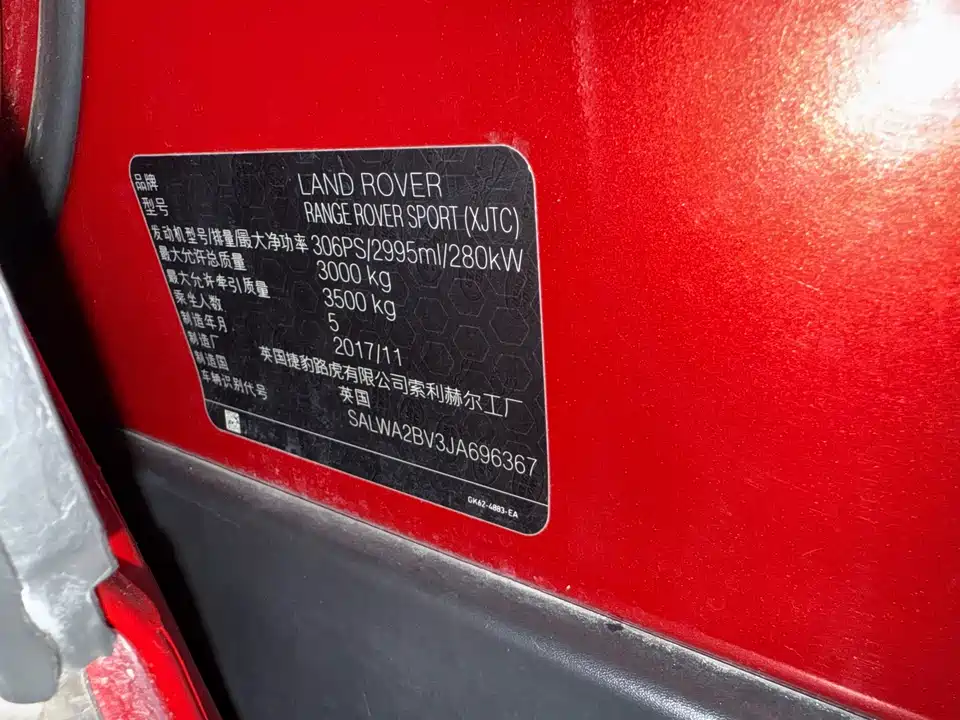 品牌 LAND ROVER
型号 RANGE ROVER SPORT (XJTC)
发动机型号/排量/最大净功率 306PS/2995ml/280kW
最大允许总质量 3000 kg
最大允许牵引质量 3500 kg
乘坐人数 5
制造年月 2017/11
制造厂 英国捷豹路虎有限公司索利赫尔工厂
制造国 英国
车辆识别代号 SALWA2BV3JA696367
GK62-4883-EA